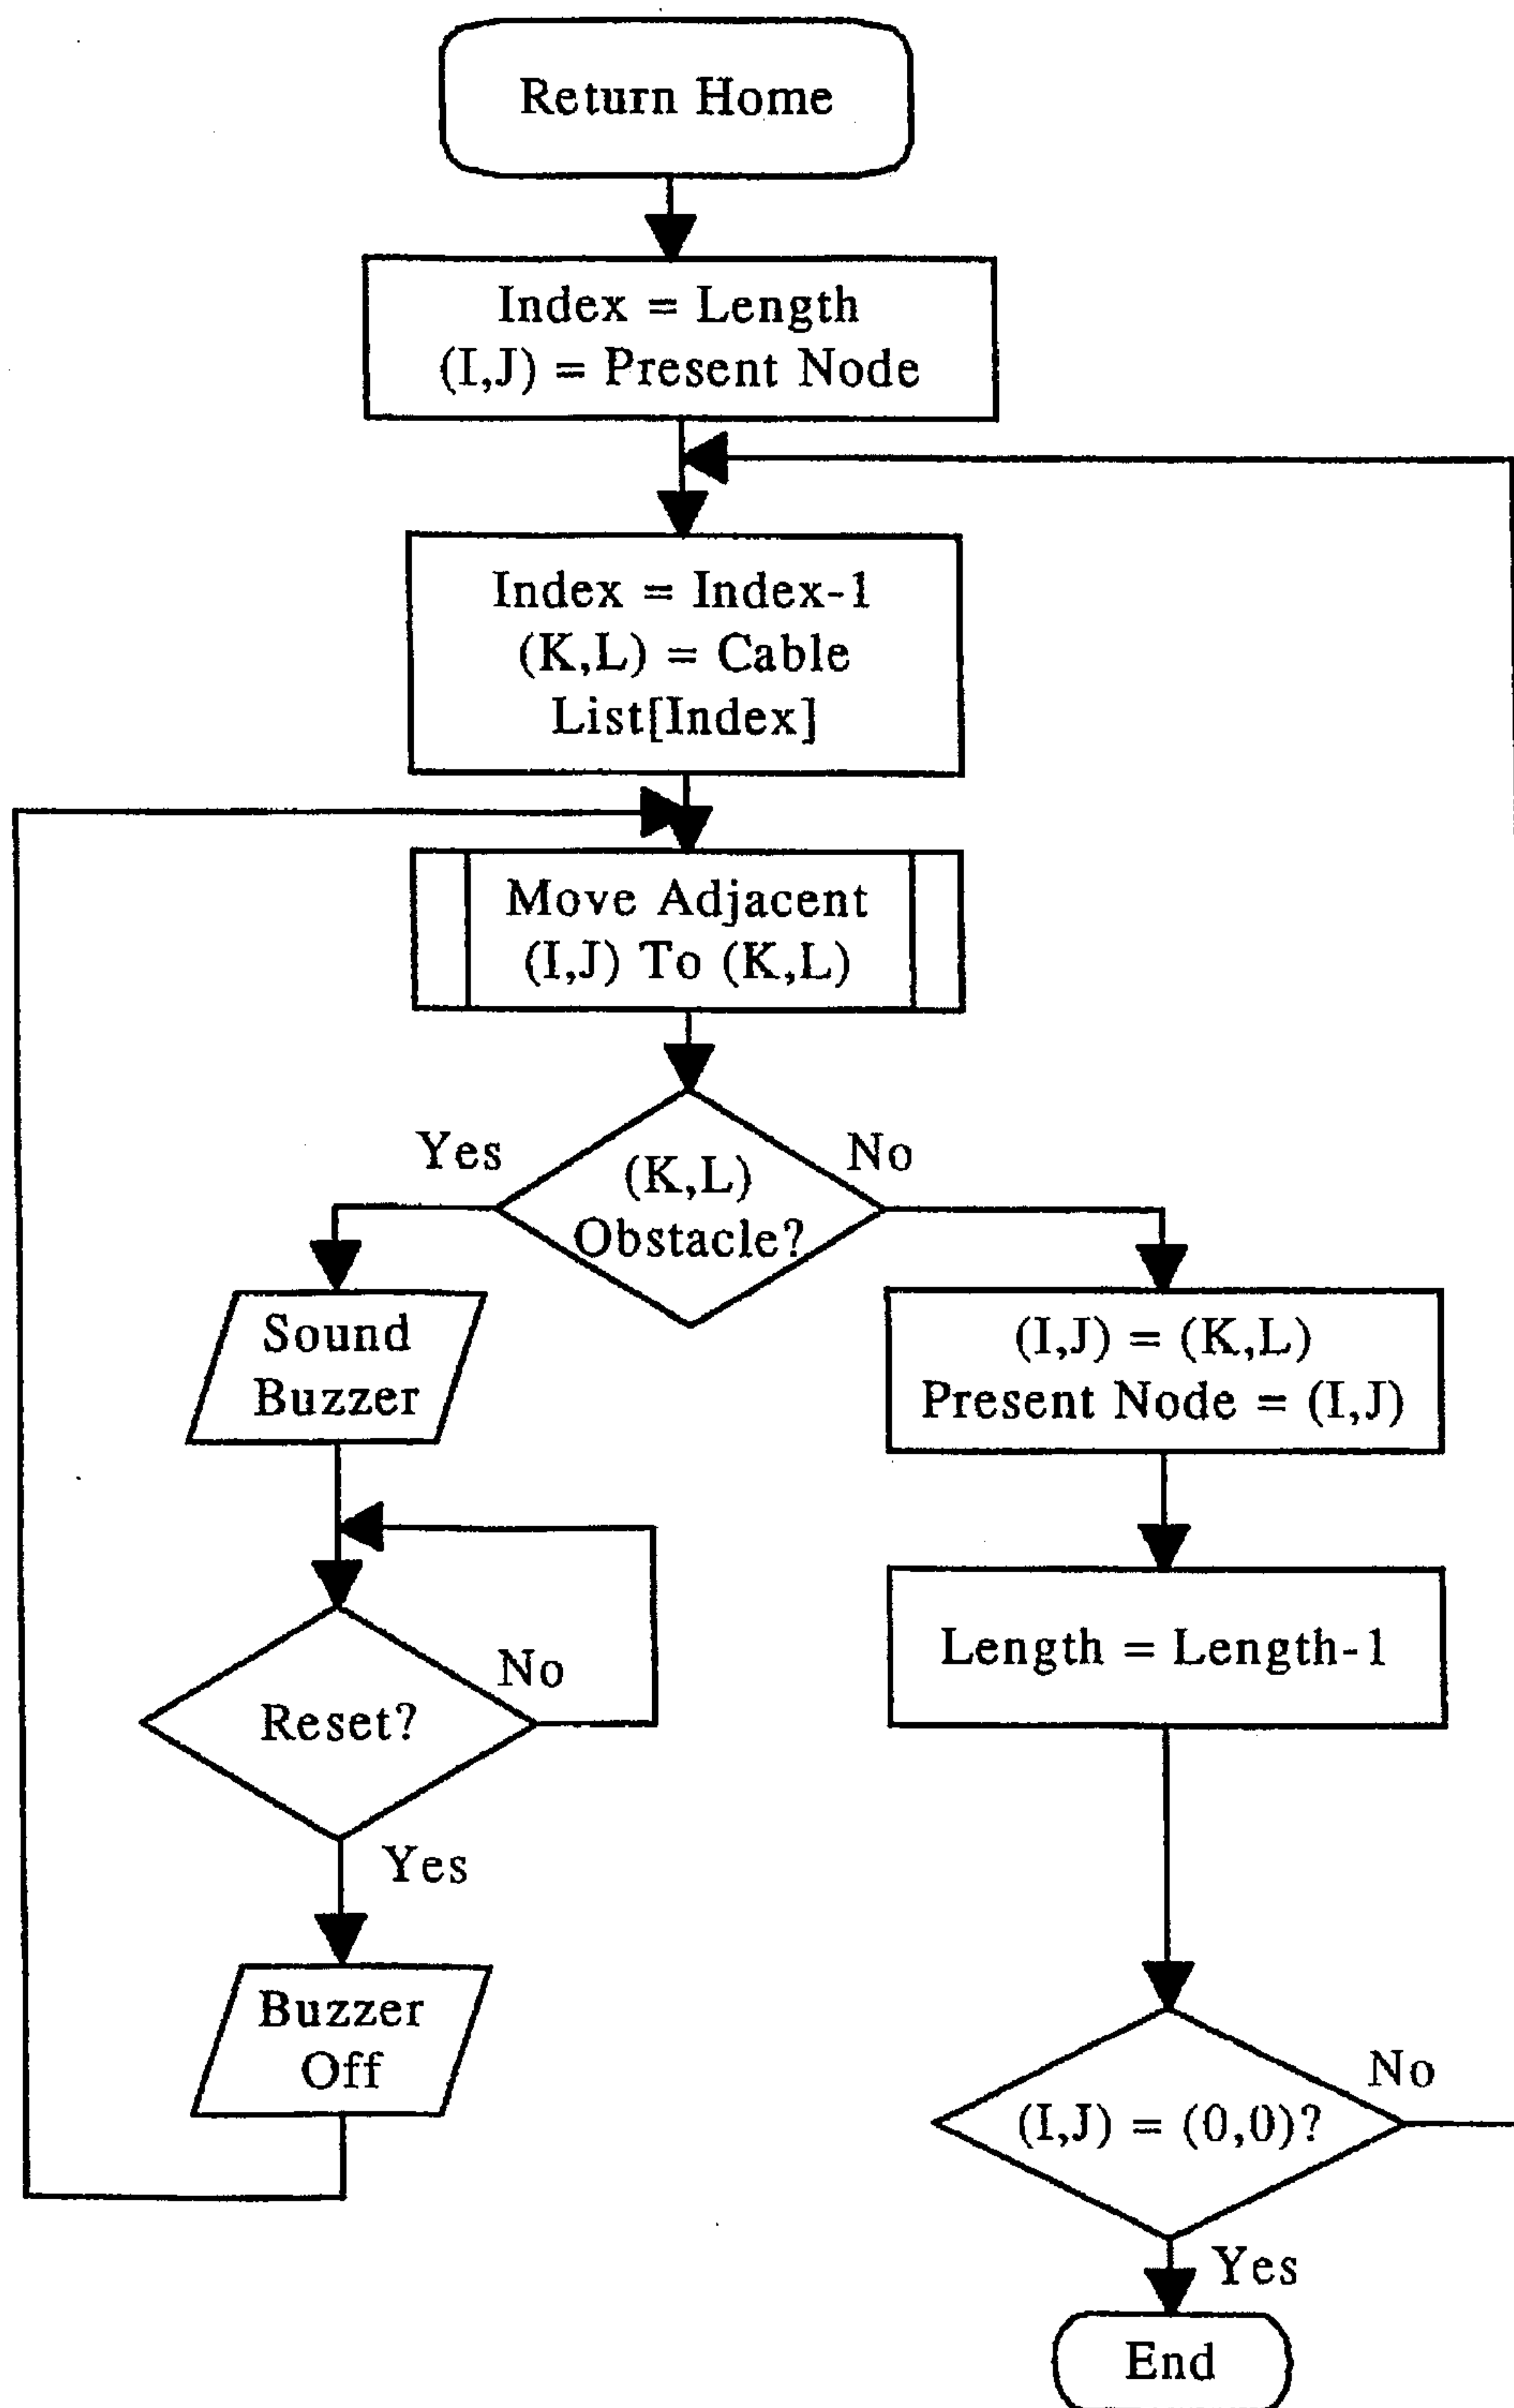 Return Home
Index = Length
(I,J) = Present Node
Index = Index-1
(K,L) = Cable
List[Index]
Move Adjacent
(I,J) To (K,L)
Yes
No
(K,L)
Obstacle?
Sound
Buzzer
(I,J) = (K,L)
Present Node = (I,J)
Length = Length-1
No
Reset?
Yes
Buzzer
Off
No
(I,J) = (0,0)?
Yes
End